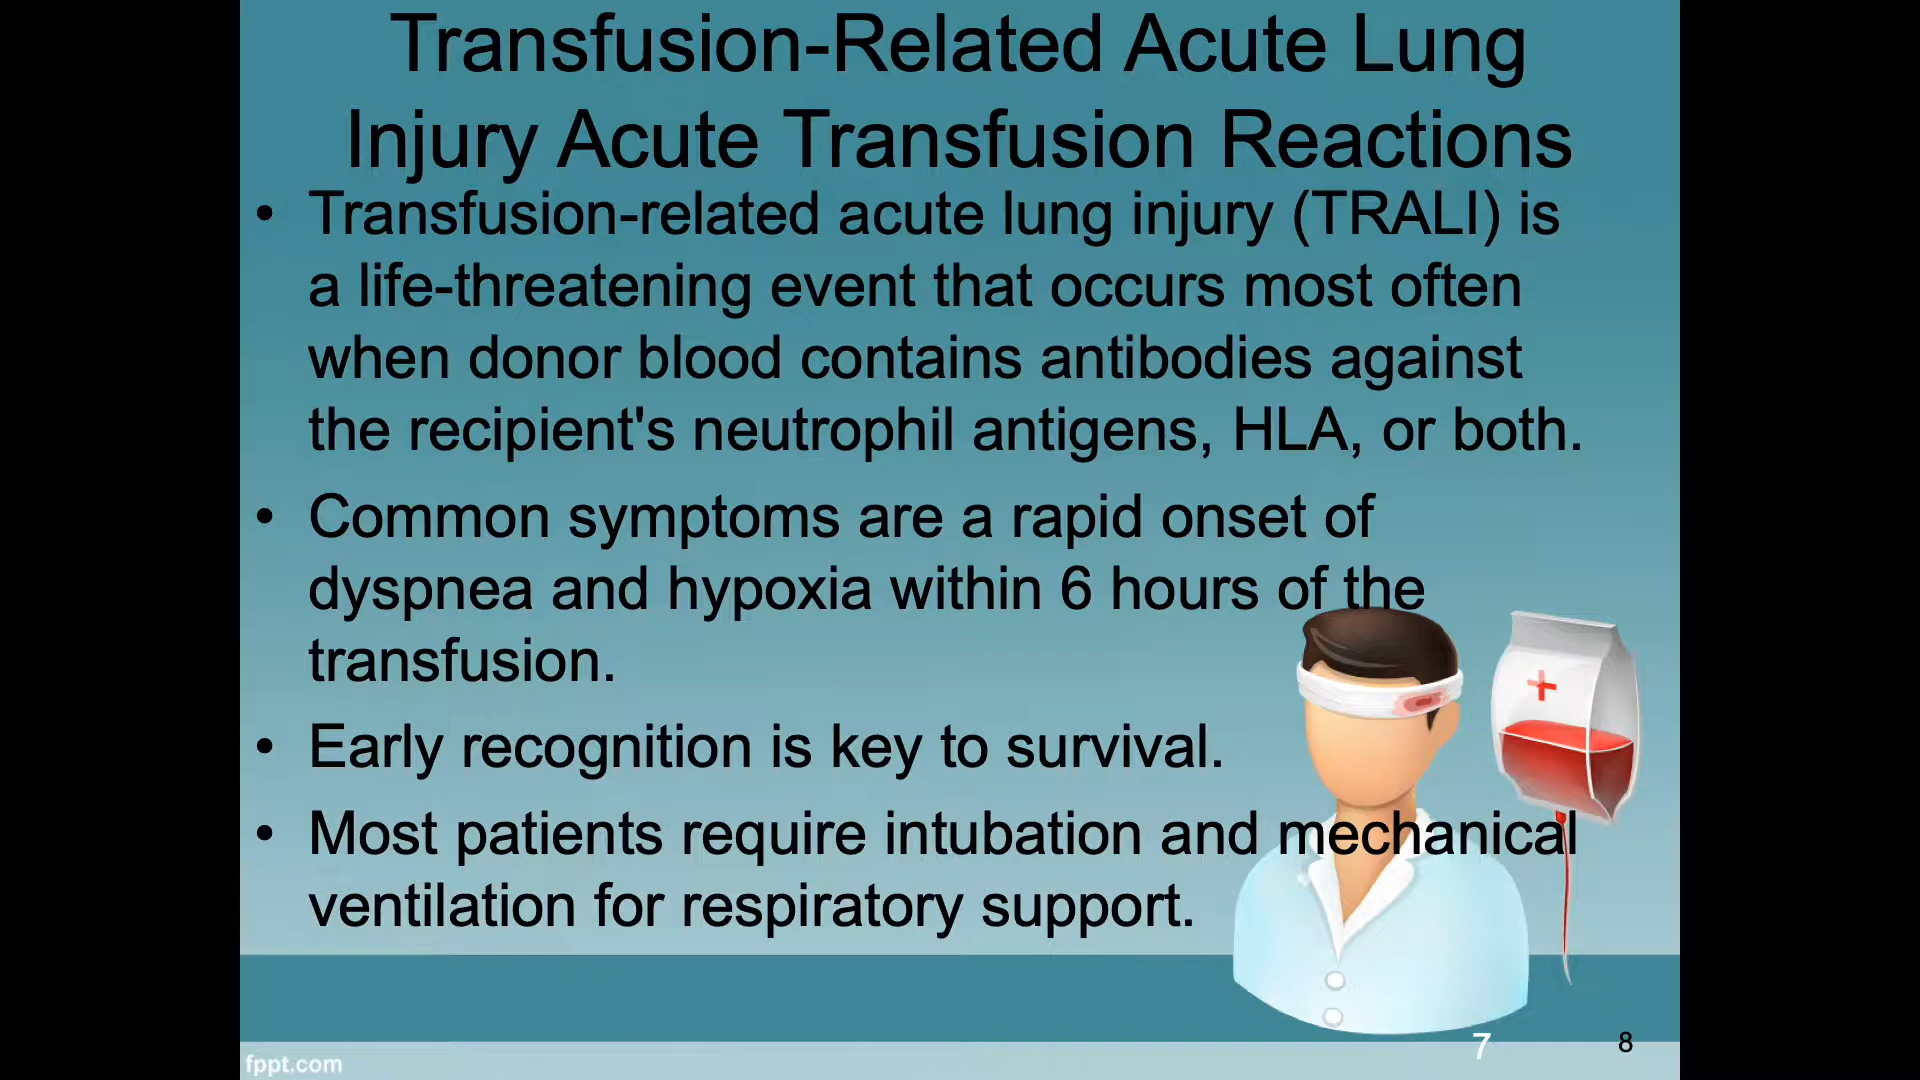 Transfusion-Related Acute Lung
Injury Acute Transfusion Reactions
• Transfusion-related acute lung injury (TRALI) is
a life-threatening event that occurs most often
when donor blood contains antibodies against
the recipient's neutrophil antigens, HLA, or both.
• Common symptoms are a rapid onset of
dyspnea and hypoxia within 6 hours of the
transfusion.
• Early recognition is key to survival.
• Most patients require intubation and mechanical
ventilation for respiratory support.
7
8
fppt.com